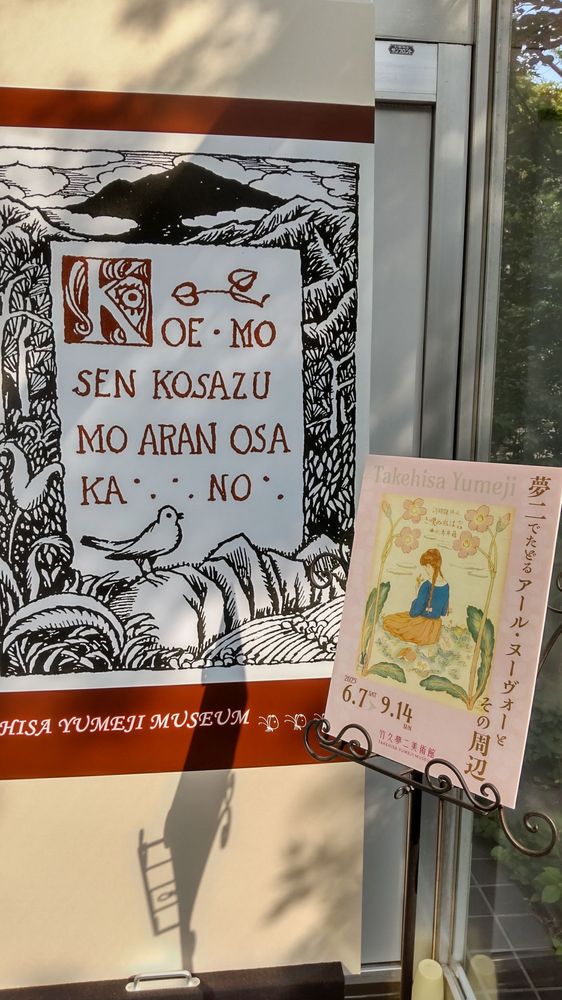 KOE·MO
SEN KOSAZU
MO ARAN OSA
KA·.·. NO·.
HISA YUMEJI MUSEUM
Takehisa Yumeji
夢二でたどるアール・ヌーヴォーと
その周辺
2025
6.7 SAT 9.14 SUN
竹久夢二美術館
TAKEHISA YUMEJI MUSEUM